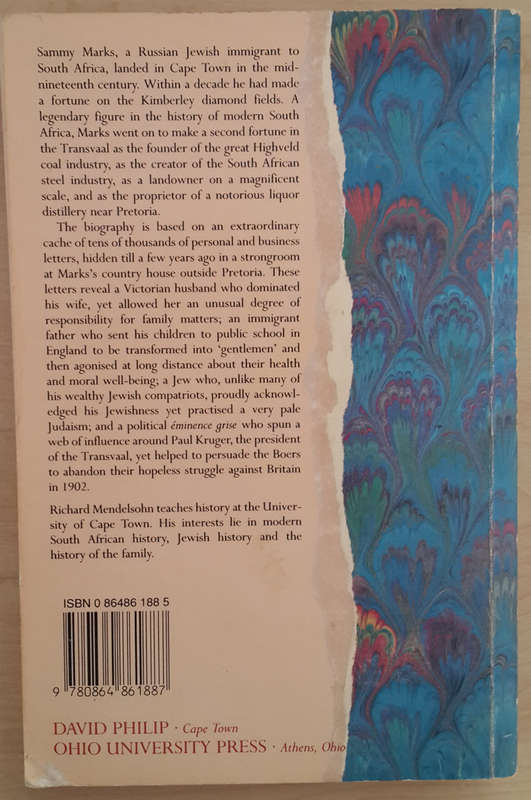 Sammy Marks, a Russian Jewish immigrant to
South Africa, landed in Cape Town in the mid-
nineteenth century. Within a decade he had made
a fortune on the Kimberley diamond fields. A
legendary figure in the history of modern South
Africa, Marks went on to make a second fortune in
the Transvaal as the founder of the great Highveld
coal industry, as the creator of the South African
steel industry, as a landowner on a magnificent
scale, and as the proprietor of a notorious liquor
distillery near Pretoria.
The biography is based on an extraordinary
cache of tens of thousands of personal and business
letters, hidden till a few years ago in a strongroom
at Marks's country house outside Pretoria. These
letters reveal a Victorian husband who dominated
his wife, yet allowed her an unusual degree of
responsibility for family matters; an immigrant
father who sent his children to public school in
England to be transformed into ‘gentlemen’ and
then agonised at long distance about their health
and moral well-being; a Jew who, unlike many of
his wealthy Jewish compatriots, proudly acknowl-
edged his Jewishness yet practised a very pale
Judaism; and a political éminence grise who spun a
web of influence around Paul Kruger, the president
of the Transvaal, yet helped to persuade the Boers
to abandon their hopeless struggle against Britain
in 1902.
Richard Mendelsohn teaches history at the Univer-
sity of Cape Town. His interests lie in modern
South African history, Jewish history and the
history of the family.
ISBN 0 86486 188 5
9 780864 861887
DAVID PHILIP · Cape Town
OHIO UNIVERSITY PRESS · Athens, Ohio